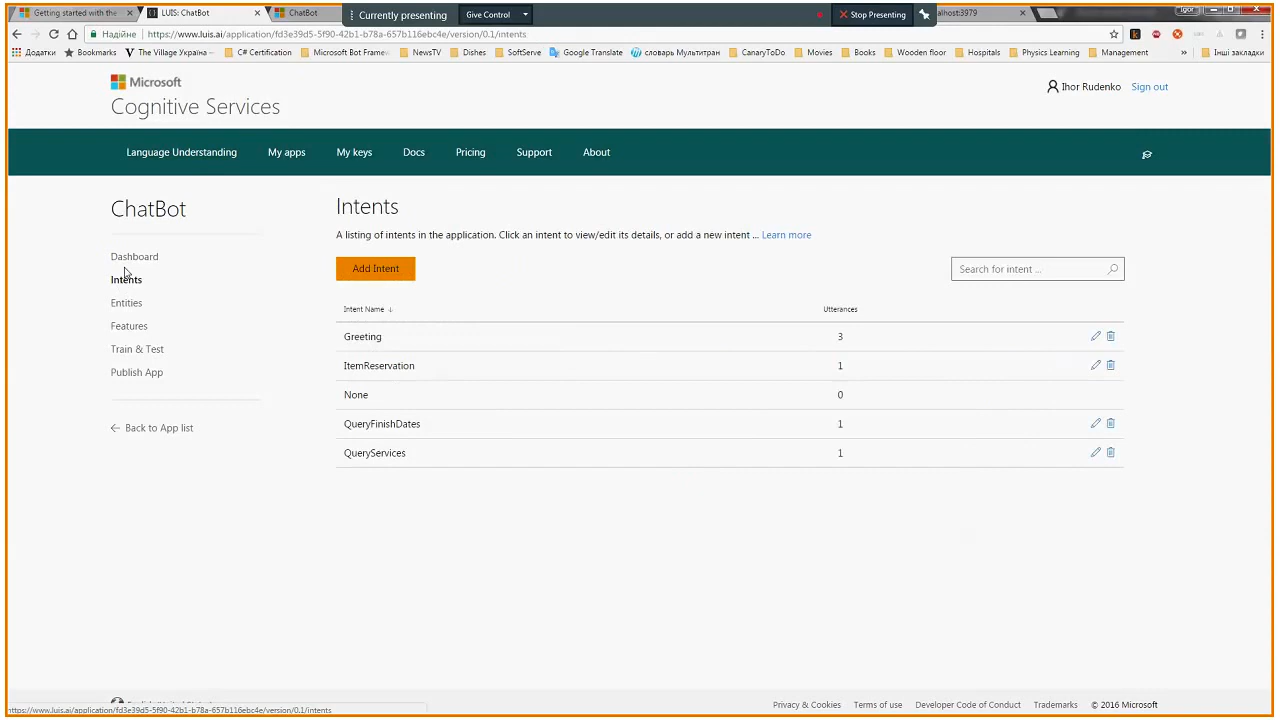 Getting started with the
LUIS: ChatBot
ChatBot
Currently presenting
Give Control
Stop Presenting
alhost:3979
Igor
Надійне
https://www.luis.ai/application/fd3e39d5-5f90-42b1-b78a-657b116ebc4e/version/0.1/intents
Додатки
Bookmarks
The Village Україна –
C# Certification
Microsoft Bot Framew
NewsTV
Dishes
SoftServe
Google Translate
словарь Мультитран
CanaryToDo
Movies
Books
Wooden floor
Hospitals
Physics Learning
Management
»
Інші закладки
Microsoft
Cognitive Services
Ihor Rudenko
Sign out
Language Understanding
My apps
My keys
Docs
Pricing
Support
About
ChatBot
Dashboard
Intents
Entities
Features
Train & Test
Publish App
Back to App list
Intents
A listing of intents in the application. Click an intent to view/edit its details, or add a new intent ... Learn more
Add Intent
Search for intent ...
Intent Name
Utterances
Greeting 3
ItemReservation 1
None 0
QueryFinishDates 1
QueryServices 1
https://www.luis.ai/application/fd3e39d5-5f90-42b1-b78a-657b116ebc4e/version/0.1/intents
Privacy & Cookies
Terms of use
Developer Code of Conduct
Trademarks
© 2016 Microsoft